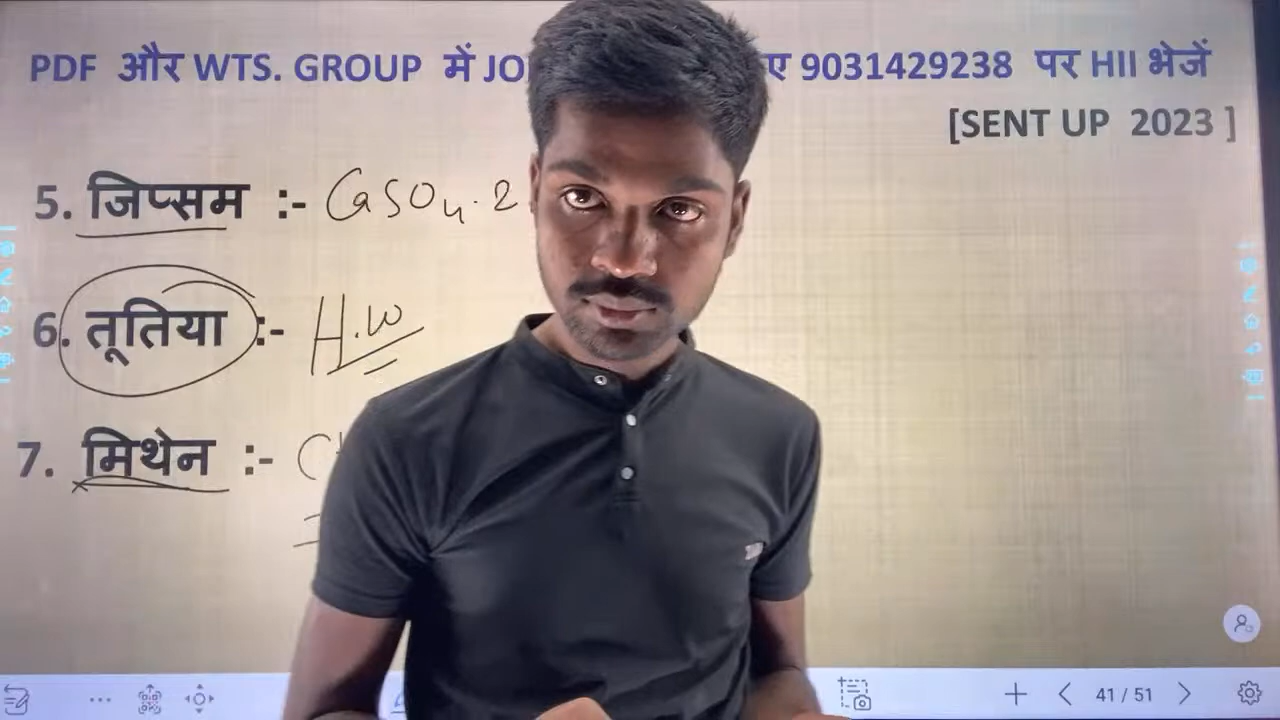 PDF और WTS. GROUP में JO ए 9031429238 पर HII भेजें
[SENT UP 2023 ]
5. जिप्सम :- CaSO4.2
6. तूतिया :- H.W
7. मिथेन :- C
41 / 51